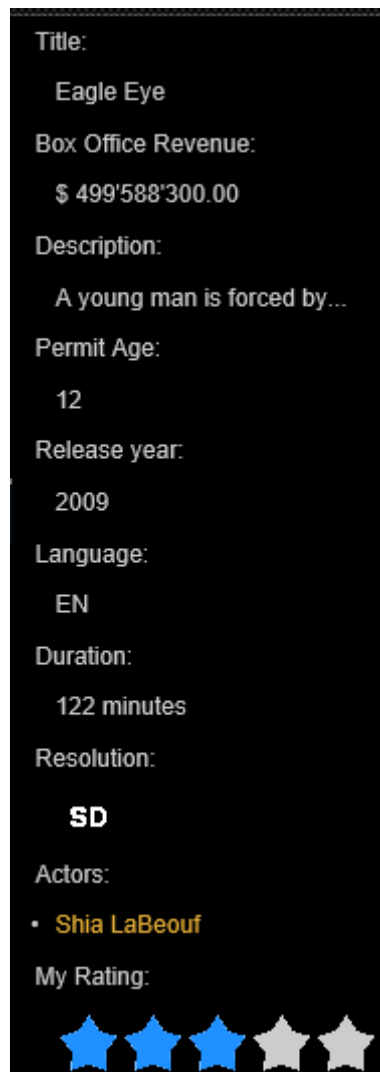 Title:
Eagle Eye
Box Office Revenue:
$ 499'588'300.00
Description:
A young man is forced by...
Permit Age:
12
Release year:
2009
Language:
EN
Duration:
122 minutes
Resolution:
SD
Actors:
• Shia LaBeouf
My Rating: